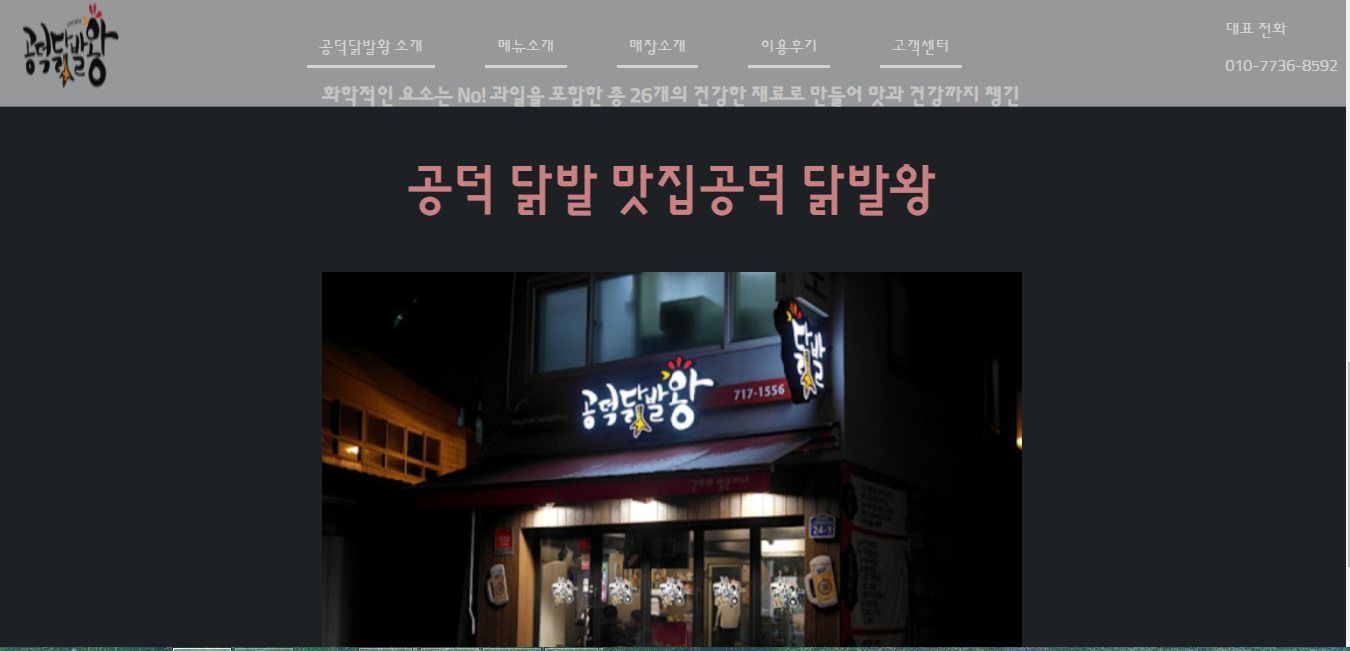 공덕닭발왕
공덕닭발왕 소개
메뉴소개
매장소개
이용후기
고객센터
대표 전화
010-7736-8592
화학적인 요소는 No! 과일을 포함한 총 26개의 건강한 재료로 만들어 맛과 건강까지 챙긴
공덕 닭발 맛집공덕 닭발왕
공덕닭발왕
717-1556
닭발
24-1